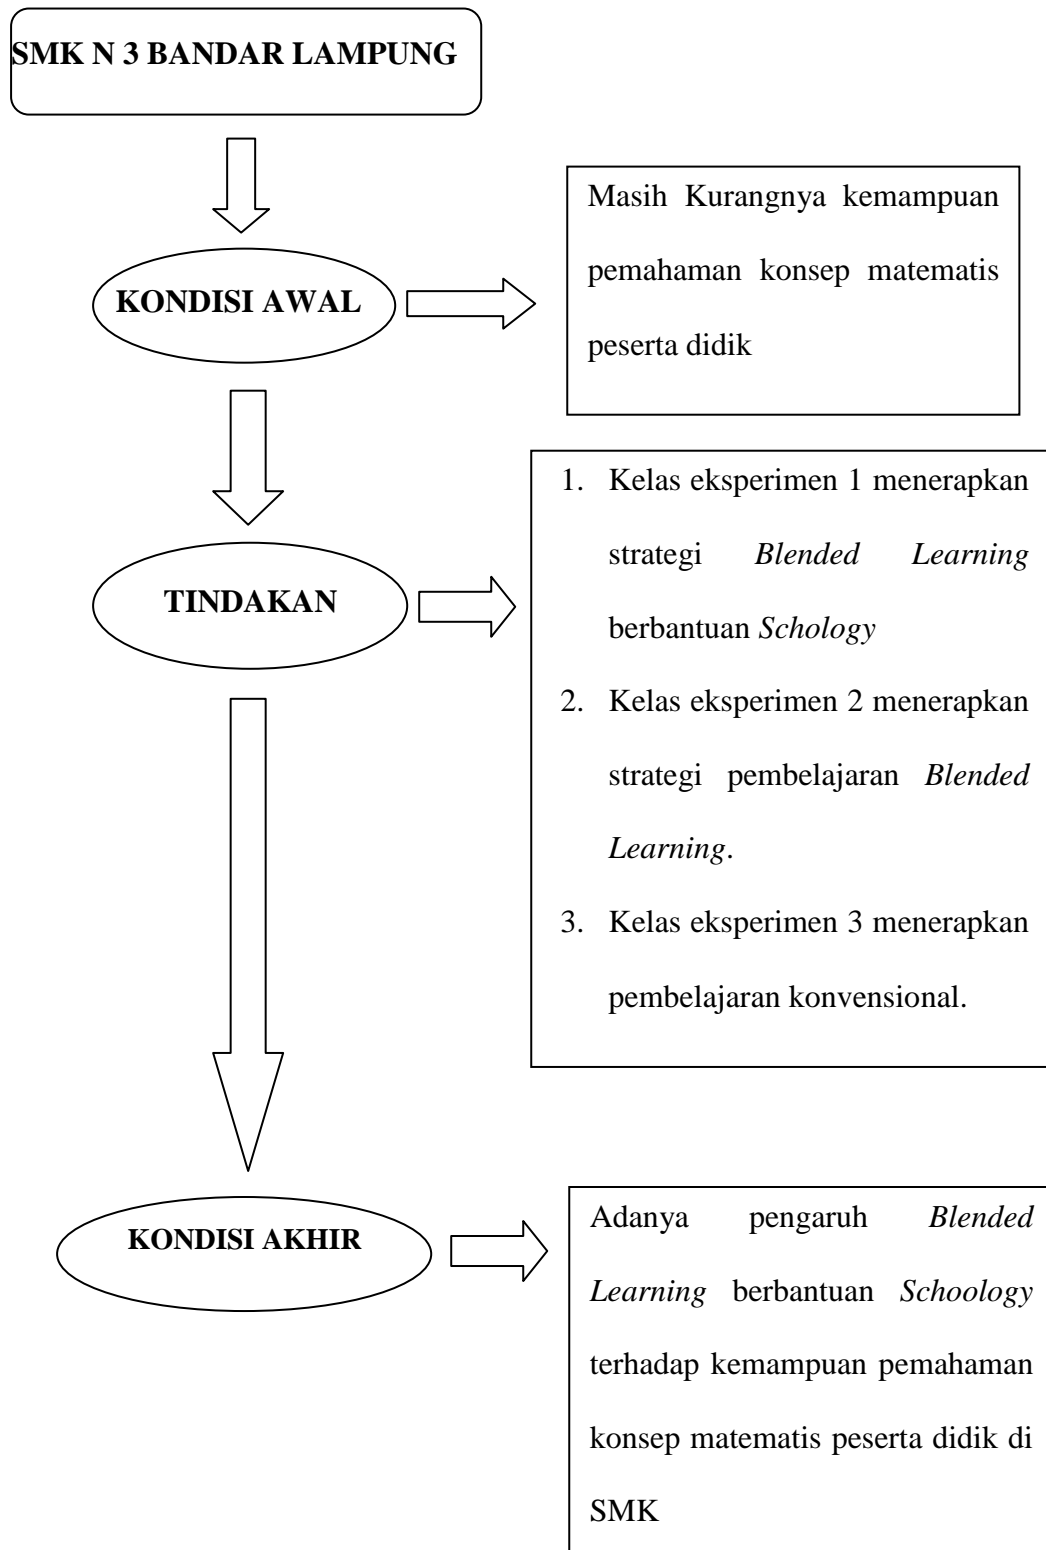 SMK N 3 BANDAR LAMPUNG
KONDISI AWAL
Masih Kurangnya kemampuan
pemahaman konsep matematis
peserta didik
TINDAKAN
1. Kelas eksperimen 1 menerapkan
strategi Blended Learning
berbantuan Schology
2. Kelas eksperimen 2 menerapkan
strategi pembelajaran Blended
Learning.
3. Kelas eksperimen 3 menerapkan
pembelajaran konvensional.
KONDISI AKHIR
Adanya pengaruh Blended
Learning berbantuan Schoology
terhadap kemampuan pemahaman
konsep matematis peserta didik di
SMK